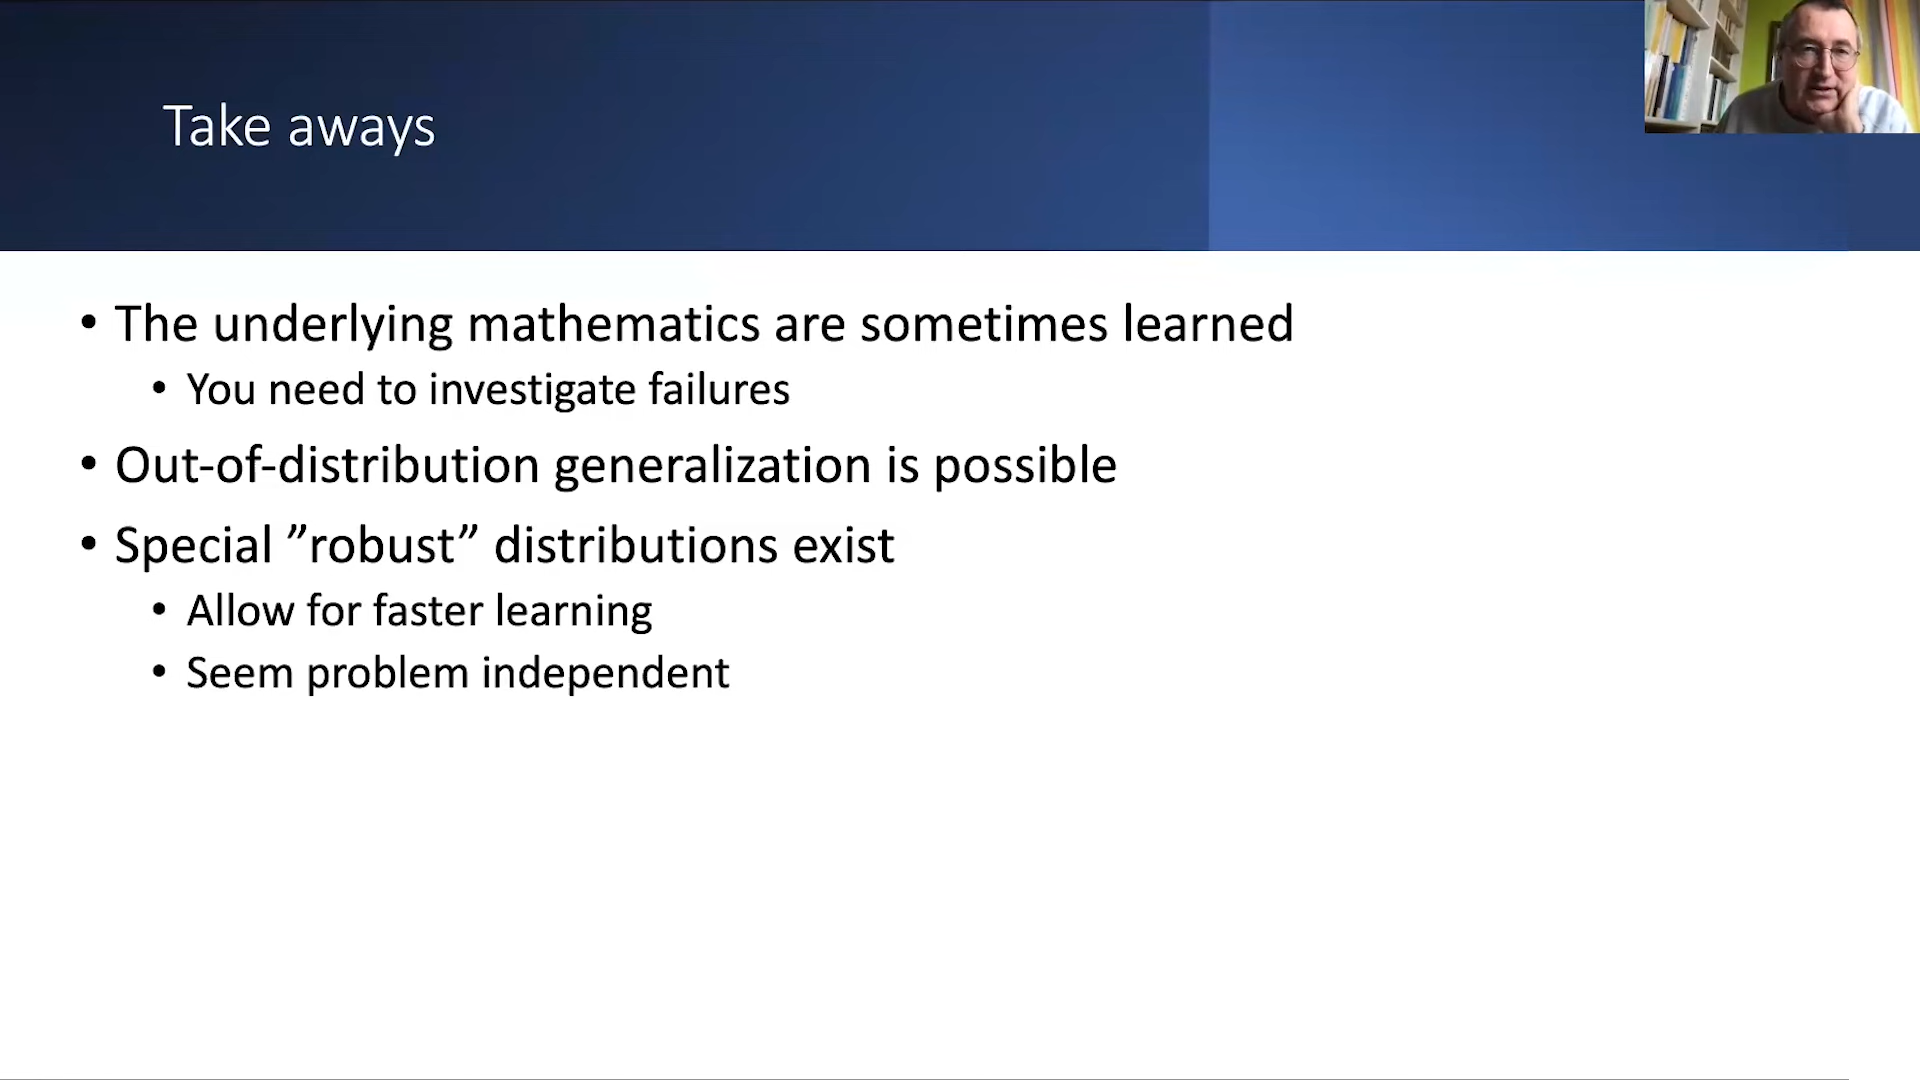 Take aways
• The underlying mathematics are sometimes learned
• You need to investigate failures
• Out-of-distribution generalization is possible
• Special ”robust” distributions exist
• Allow for faster learning
• Seem problem independent